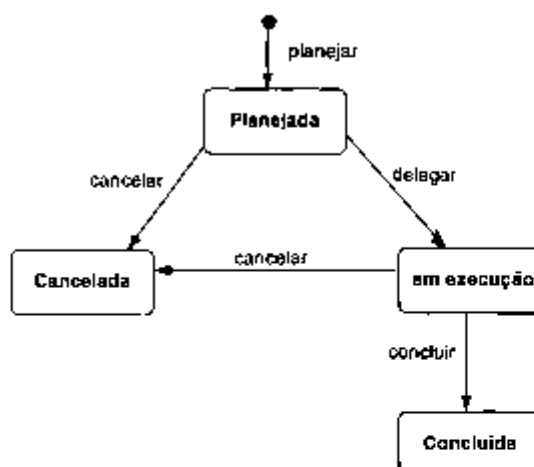 planejar
Planejada
cancelar
delegar
Cancelada
cancelar
em execução
concluir
Concluída